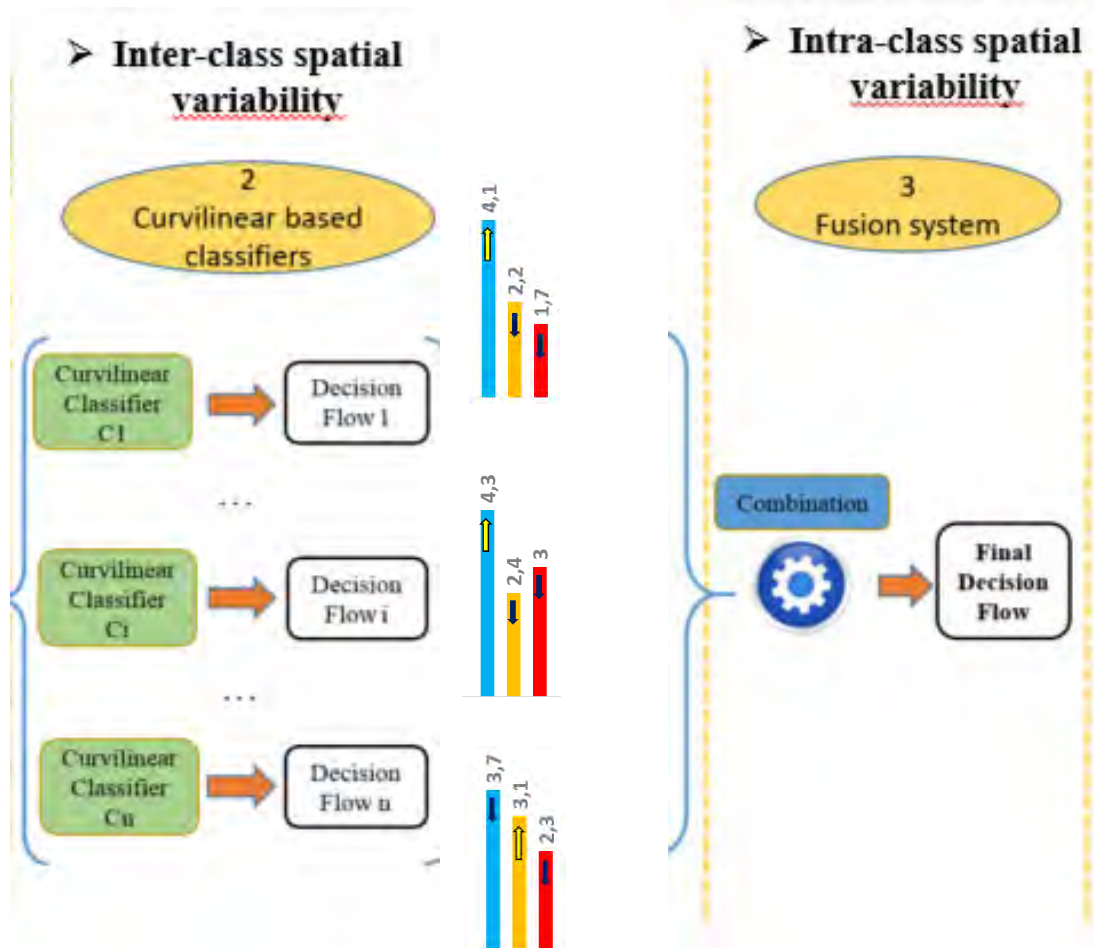 ➢ Inter-class spatial
variability
2
Curvilinear based
classifiers
Curvilinear
Classifier
C1
Decision
Flow 1
4,1
2,2
1,7
...
Curvilinear
Classifier
Ci
Decision
Flow i
4,3
2,4
3
...
Curvilinear
Classifier
Cn
Decision
Flow n
3,7
3,1
2,3
➢ Intra-class spatial
variability
3
Fusion system
Combination
Final
Decision
Flow